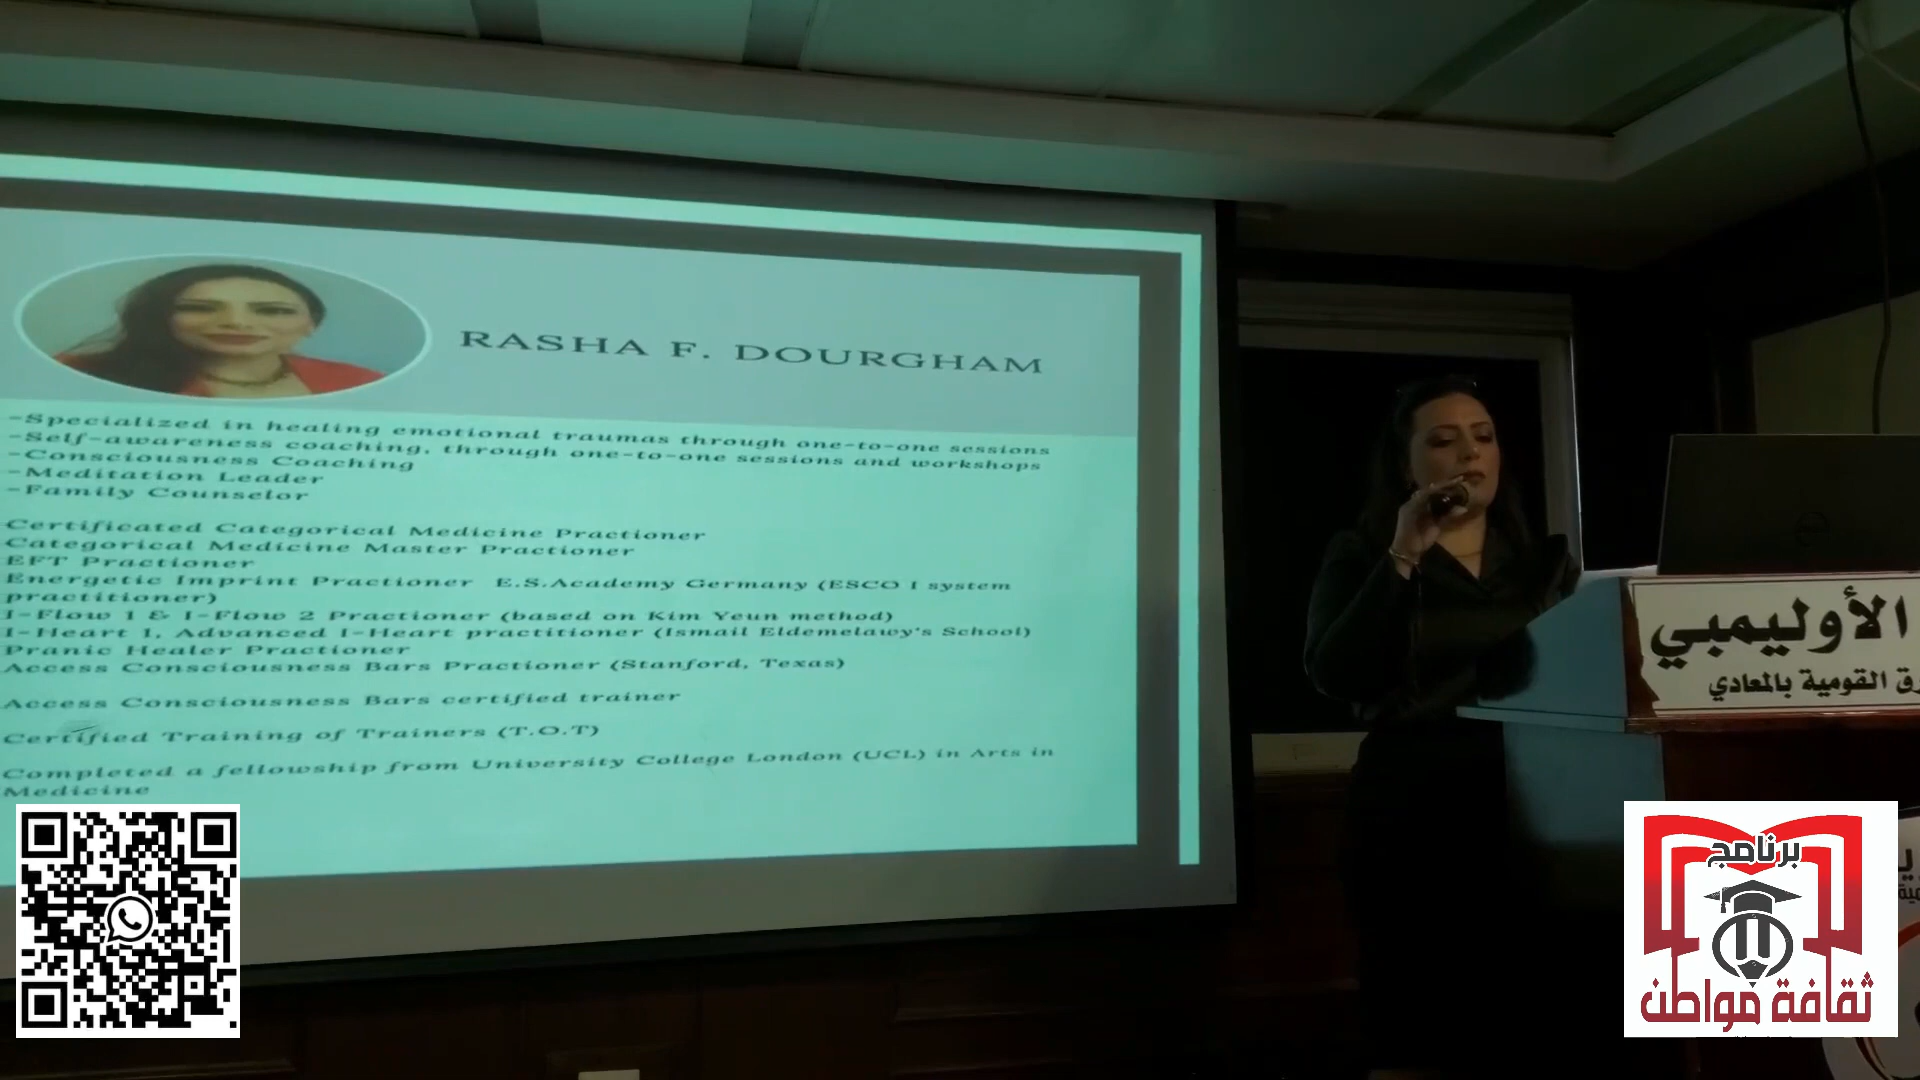 RASHA F. DOURGHAM
-Specialized in healing emotional traumas through one-to-one sessions
-Self-awareness coaching, through one-to-one sessions and workshops
-Consciousness Coaching
-Meditation Leader
-Family Counselor
Certificated Categorical Medicine Practioner
Categorical Medicine Master Practioner
EFT Practioner
Energetic Imprint Practioner E.S.Academy Germany (ESCO I system
practitioner)
I-Flow 1 & I-Flow 2 Practioner (based on Kim Yeun method)
I-Heart 1, Advanced I-Heart practitioner (Ismail Eldemelawy's School)
Pranic Healer Practioner
Access Consciousness Bars Practioner (Stanford, Texas)
Access Consciousness Bars certified trainer
Certified Training of Trainers (T.O.T)
Completed a fellowship from University College London (UCL) in Arts in
Medicine
الأوليمبي
القومية بالمعادي
برنامج
ثقافة مواطن